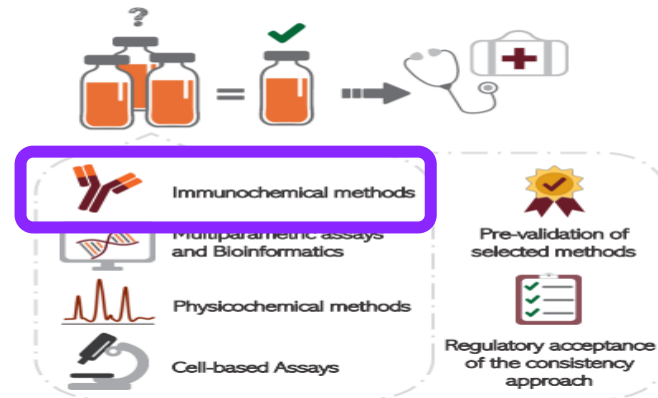 ?
=
Immunochemical methods
Multiparametric assays
and Bioinformatics
Physicochemical methods
Cell-based Assays
Pre-validation of
selected methods
Regulatory acceptance
of the consistency
approach